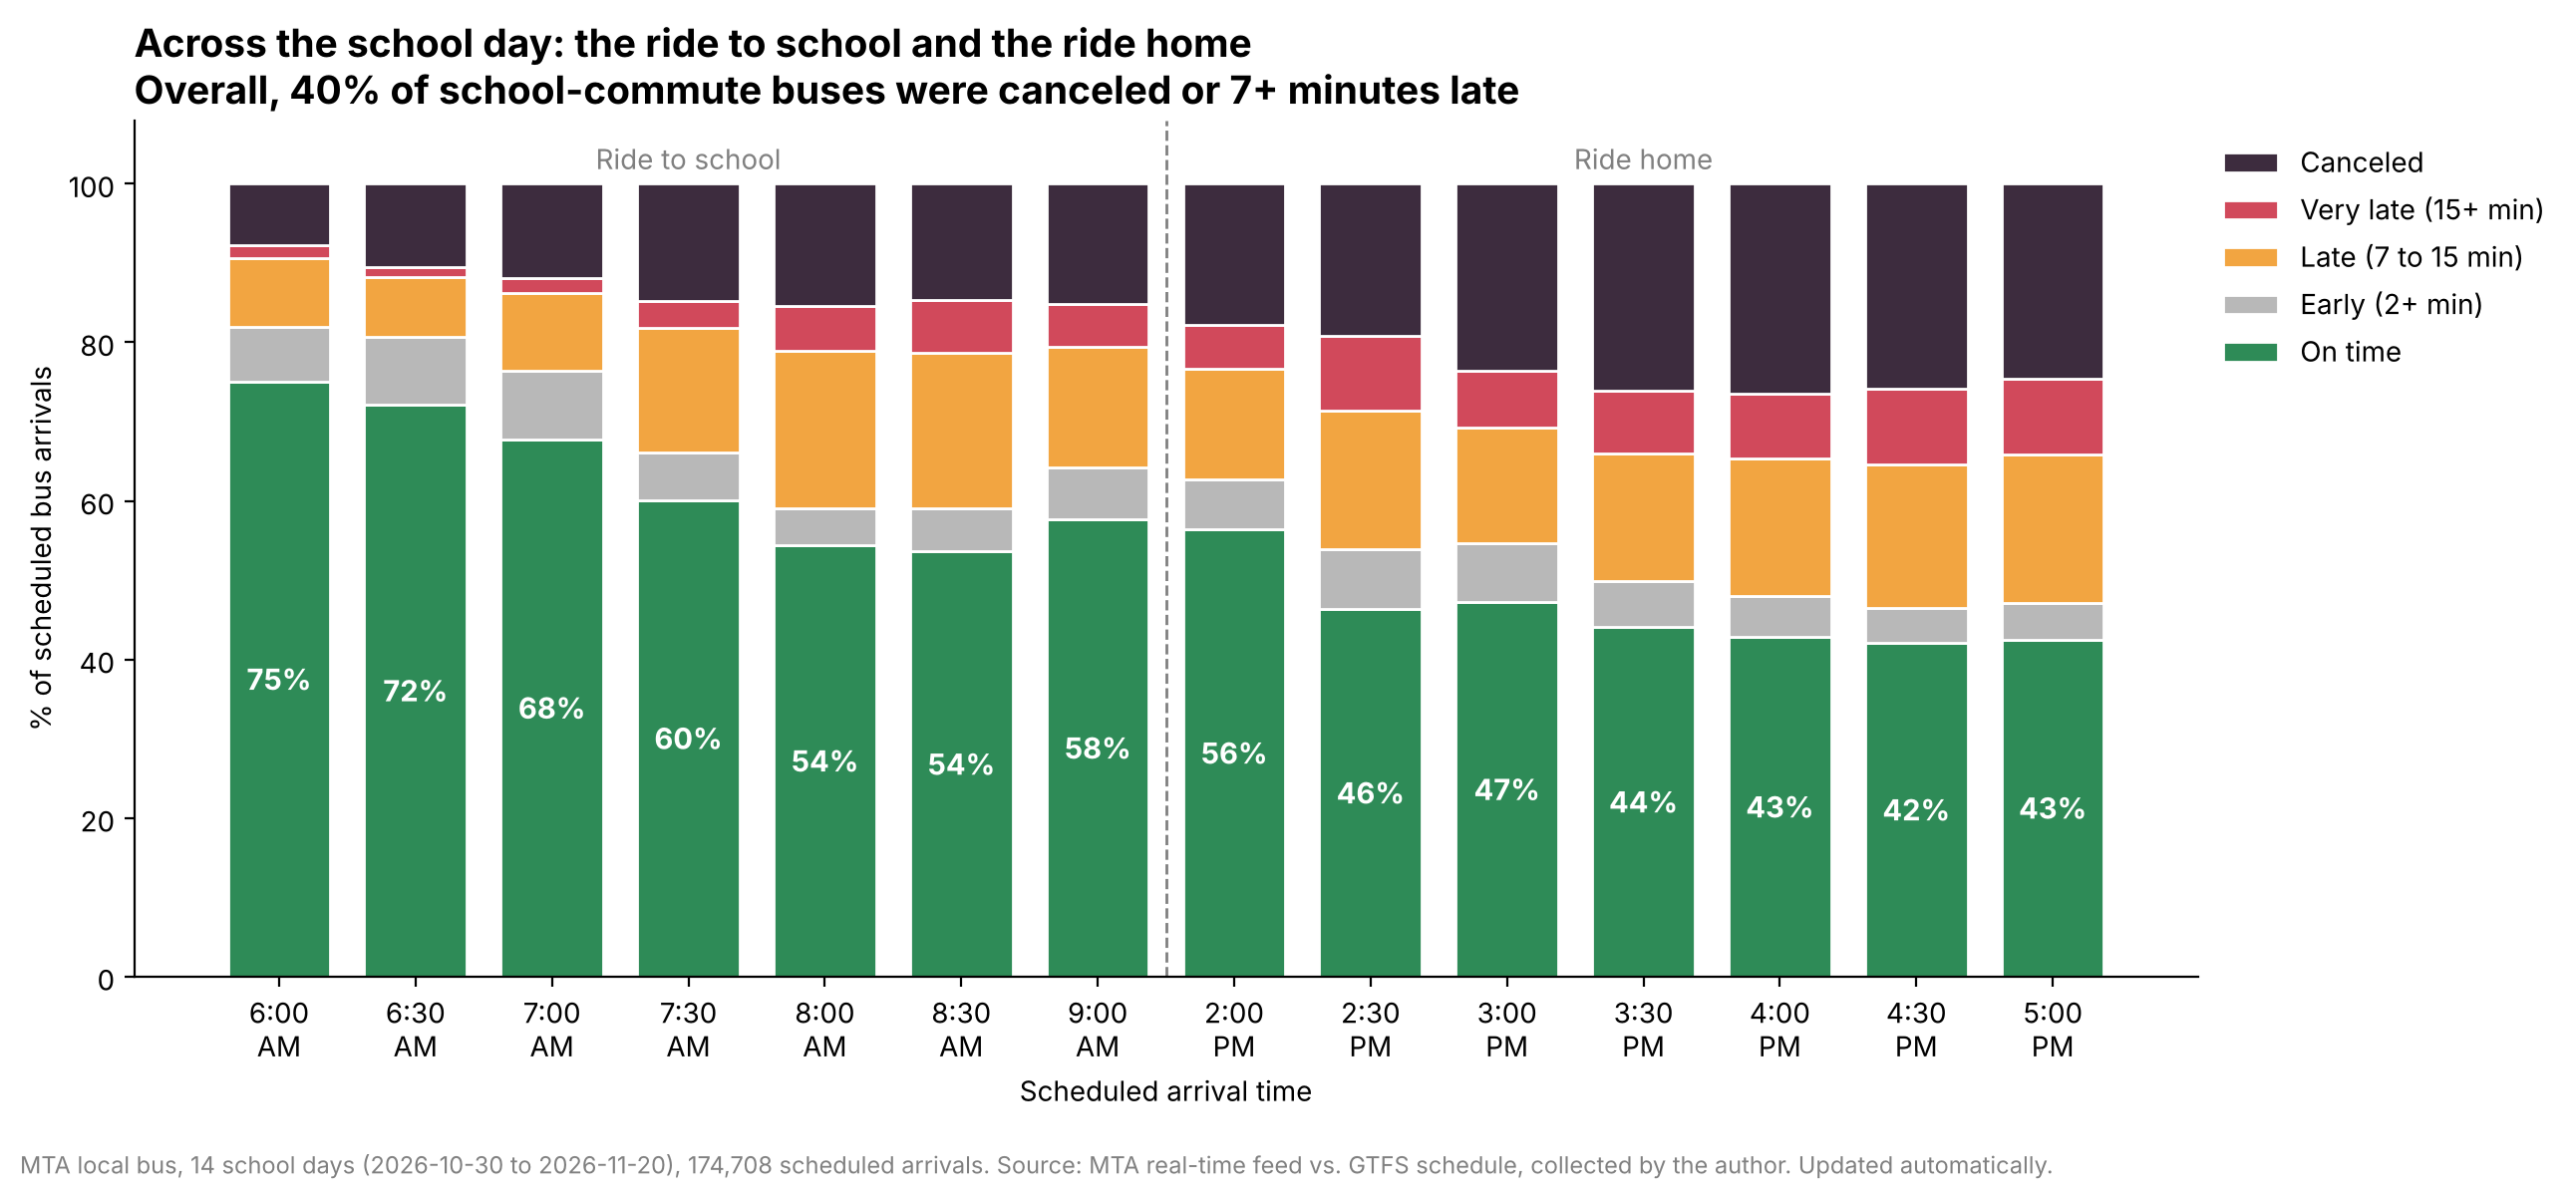 Across the school day: the ride to school and the ride home
Overall, 40% of school-commute buses were canceled or 7+ minutes late
Ride to school
Ride home
Canceled
Very late (15+ min)
Late (7 to 15 min)
Early (2+ min)
On time
% of scheduled bus arrivals
100
80
60
40
20
0
75%
72%
68%
60%
54%
54%
58%
56%
46%
47%
44%
43%
42%
43%
6:00 AM
6:30 AM
7:00 AM
7:30 AM
8:00 AM
8:30 AM
9:00 AM
2:00 PM
2:30 PM
3:00 PM
3:30 PM
4:00 PM
4:30 PM
5:00 PM
Scheduled arrival time
MTA local bus, 14 school days (2026-10-30 to 2026-11-20), 174,708 scheduled arrivals. Source: MTA real-time feed vs. GTFS schedule, collected by the author. Updated automatically.